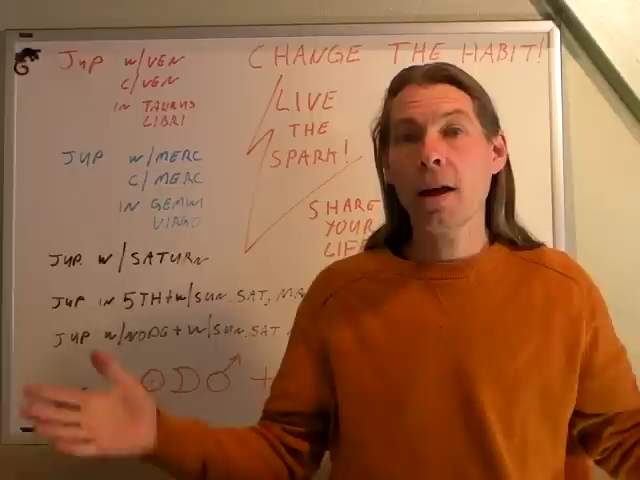 JUP W/VEN
C/VEN
IN TAURUS
LIBRI
JUP W/MERC
C/MERC
IN GEMINI
VIRGO
JUP. W/SATURN
JUP IN 5TH + W/SUN. SAT, MA
JUP W/NODE + W/SUN. SAT
+
CHANGE THE HABIT!
LIVE
THE
SPARK!
SHARE
YOUR
LIFE